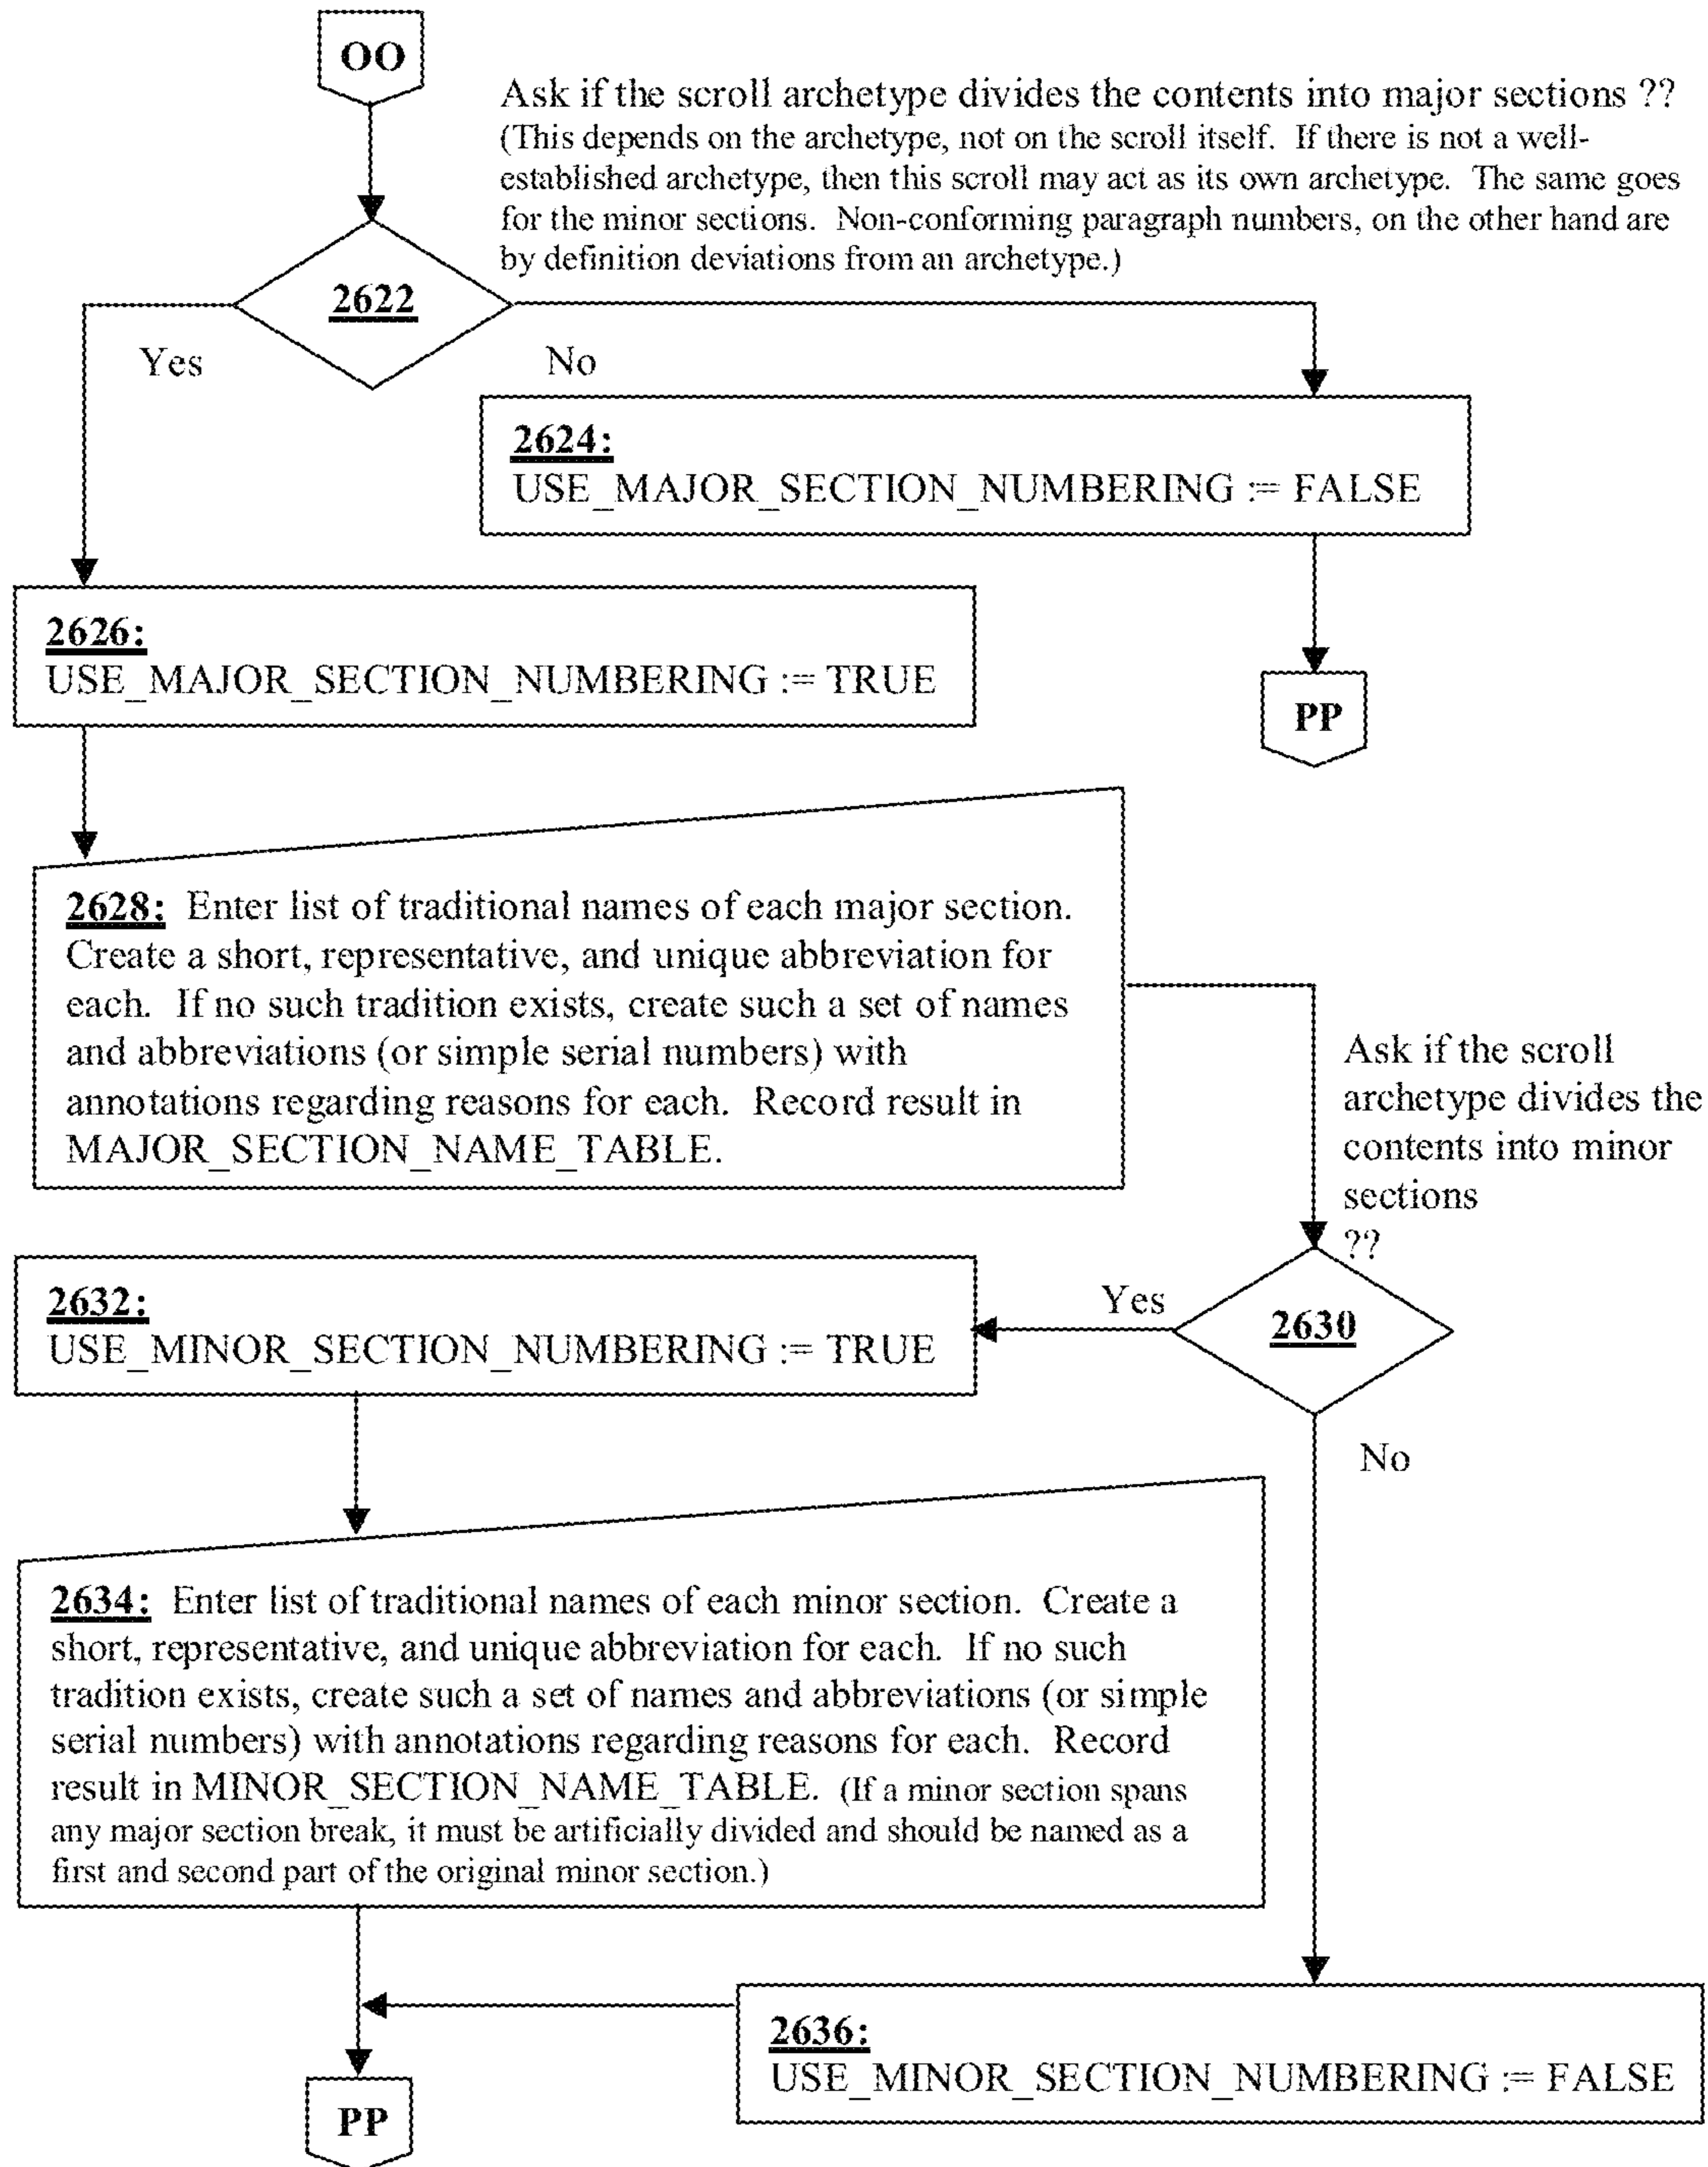 OO
Ask if the scroll archetype divides the contents into major sections ??
(This depends on the archetype, not on the scroll itself. If there is not a well-
established archetype, then this scroll may act as its own archetype. The same goes
for the minor sections. Non-conforming paragraph numbers, on the other hand are
by definition deviations from an archetype.)
2622
Yes
No
2624:
USE_MAJOR_SECTION_NUMBERING := FALSE
2626:
USE_MAJOR_SECTION_NUMBERING := TRUE
PP
2628: Enter list of traditional names of each major section.
Create a short, representative, and unique abbreviation for
each. If no such tradition exists, create such a set of names
and abbreviations (or simple serial numbers) with
annotations regarding reasons for each. Record result in
MAJOR_SECTION_NAME_TABLE.
Ask if the scroll
archetype divides the
contents into minor
sections
??
2630
Yes
No
2632:
USE_MINOR_SECTION_NUMBERING := TRUE
2634: Enter list of traditional names of each minor section. Create a
short, representative, and unique abbreviation for each. If no such
tradition exists, create such a set of names and abbreviations (or simple
serial numbers) with annotations regarding reasons for each. Record
result in MINOR_SECTION_NAME_TABLE. (If a minor section spans
any major section break, it must be artificially divided and should be named as a
first and second part of the original minor section.)
2636:
USE_MINOR_SECTION_NUMBERING := FALSE
PP